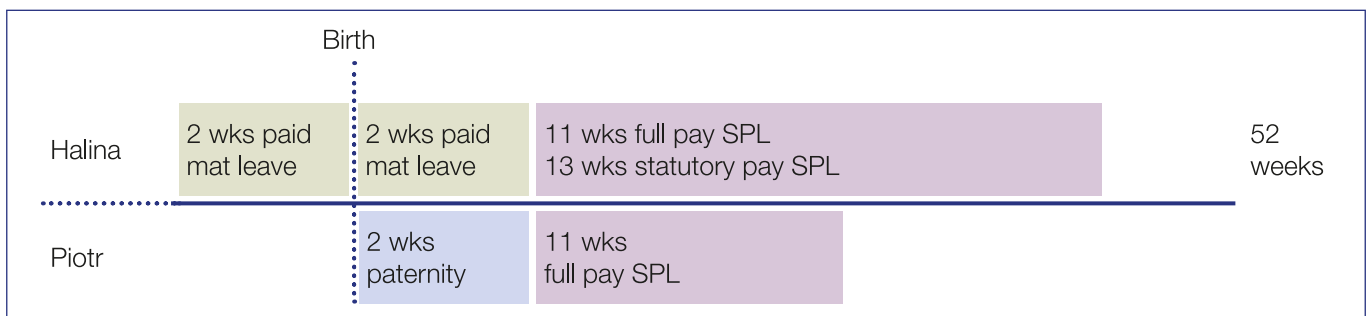 Birth
Halina
2 wks paid
mat leave
2 wks paid
mat leave
11 wks full pay SPL
13 wks statutory pay SPL
52
weeks
Piotr
2 wks
paternity
11 wks
full pay SPL